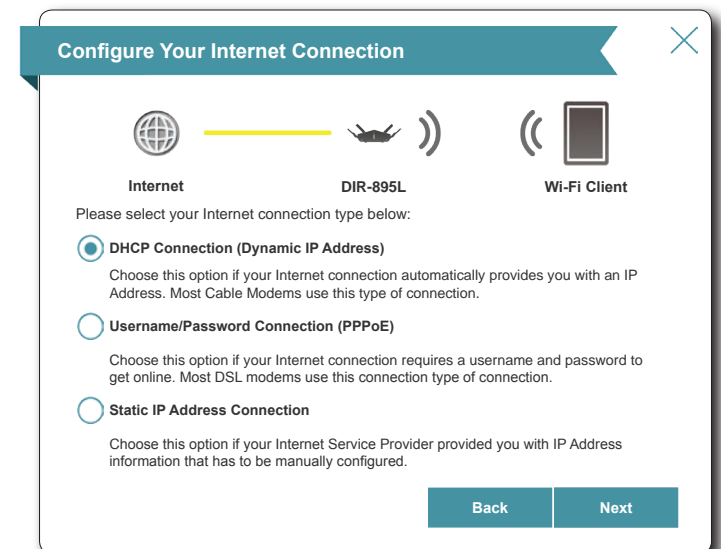 Configure Your Internet Connection
Internet
DIR-895L
Wi-Fi Client
Please select your Internet connection type below:
DHCP Connection (Dynamic IP Address)
Choose this option if your Internet connection automatically provides you with an IP
Address. Most Cable Modems use this type of connection.
Username/Password Connection (PPPoE)
Choose this option if your Internet connection requires a username and password to
get online. Most DSL modems use this connection type of connection.
Static IP Address Connection
Choose this option if your Internet Service Provider provided you with IP Address
information that has to be manually configured.
Back
Next